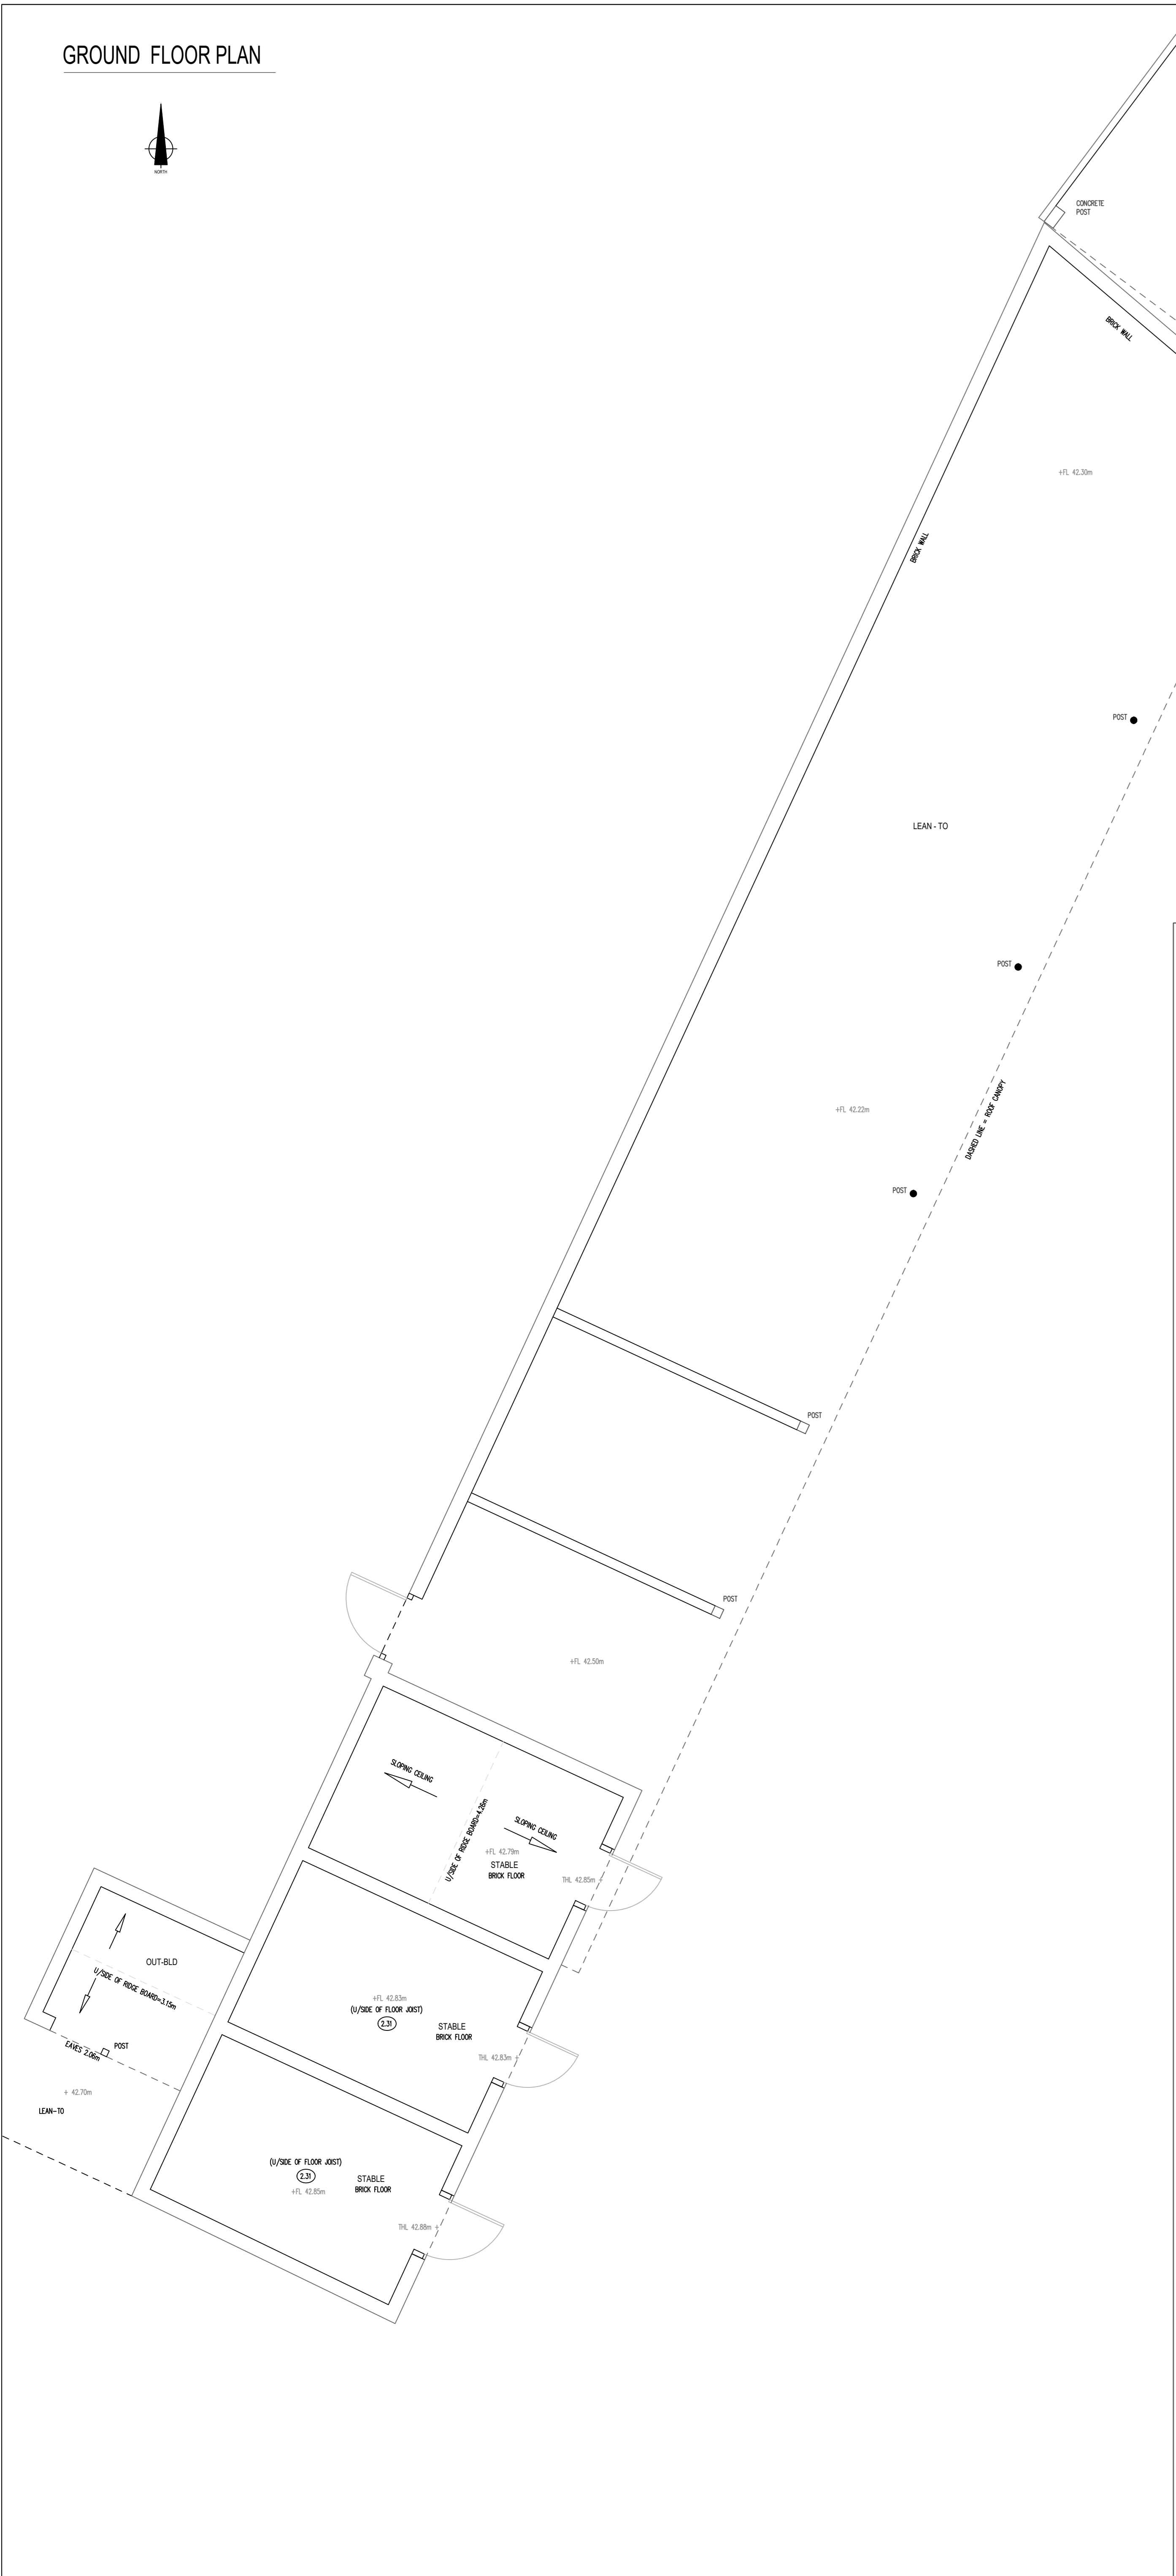 GROUND FLOOR PLAN
NORTH
CONCRETE
POST
BRICK WALL
+FL 42.30m
BRICK WALL
POST
LEAN - TO
POST
DASHED LINE = ROOF CANOPY
+FL 42.22m
POST
POST
POST
+FL 42.50m
SLOPING CEILING
U/SIDE OF RIDGE BOARD=4.26m
SLOPING CEILING
+FL 42.79m
STABLE
BRICK FLOOR
THL 42.85m +
OUT-BLD
U/SIDE OF RIDGE BOARD=3.15m
+FL 42.83m
(U/SIDE OF FLOOR JOIST)
2.31
STABLE
BRICK FLOOR
THL 42.83m +
POST
EAVES 2.06m
+ 42.70m
LEAN-TO
(U/SIDE OF FLOOR JOIST)
2.31
STABLE
BRICK FLOOR
+FL 42.85m
THL 42.88m +